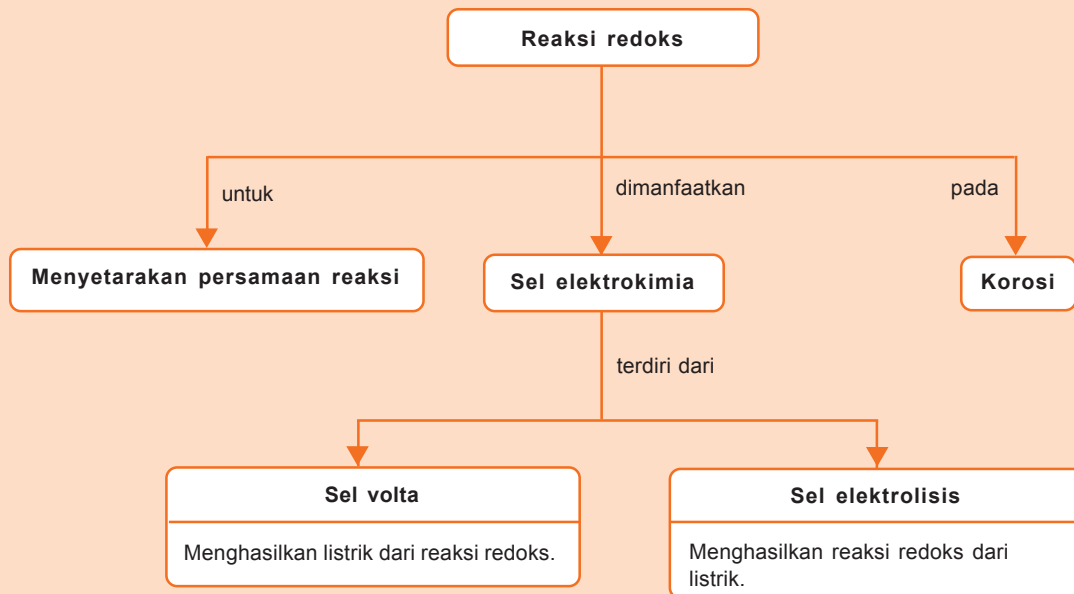 Reaksi redoks
untuk
dimanfaatkan
pada
Menyetarakan persamaan reaksi
Sel elektrokimia
Korosi
terdiri dari
Sel volta
Menghasilkan listrik dari reaksi redoks.
Sel elektrolisis
Menghasilkan reaksi redoks dari
listrik.